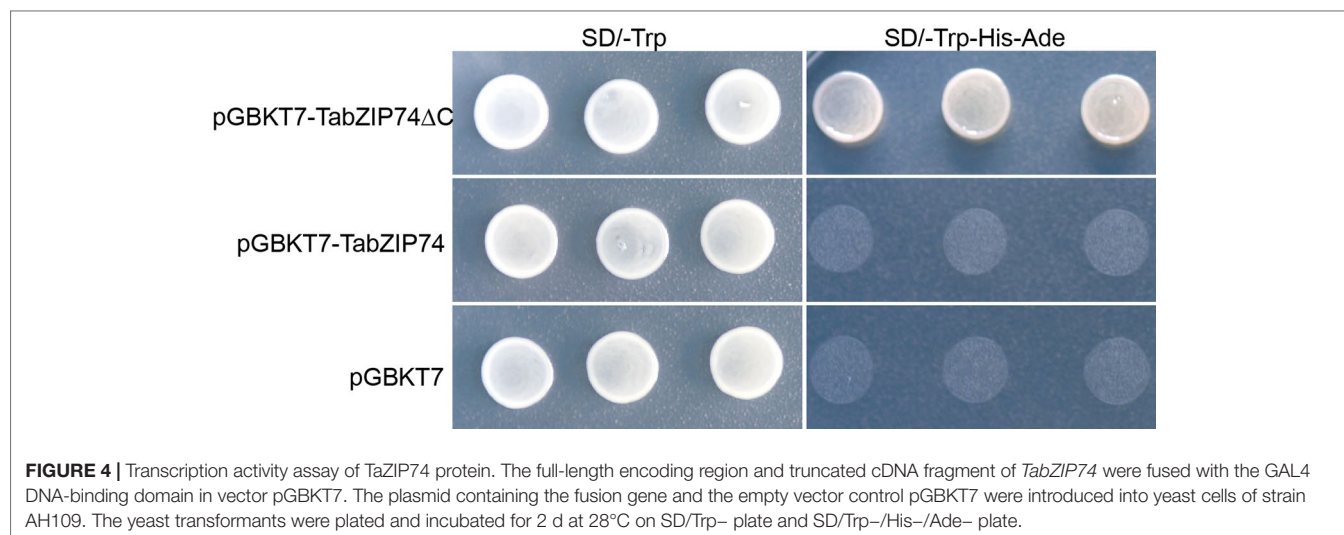 SD/-Trp
SD/-Trp-His-Ade
pGBKT7-TabZIP74ΔC
pGBKT7-TabZIP74
pGBKT7
FIGURE 4 | Transcription activity assay of TaZIP74 protein. The full-length encoding region and truncated cDNA fragment of TabZIP74 were fused with the GAL4
DNA-binding domain in vector pGBKT7. The plasmid containing the fusion gene and the empty vector control pGBKT7 were introduced into yeast cells of strain
AH109. The yeast transformants were plated and incubated for 2 d at 28°C on SD/Trp− plate and SD/Trp−/His−/Ade− plate.